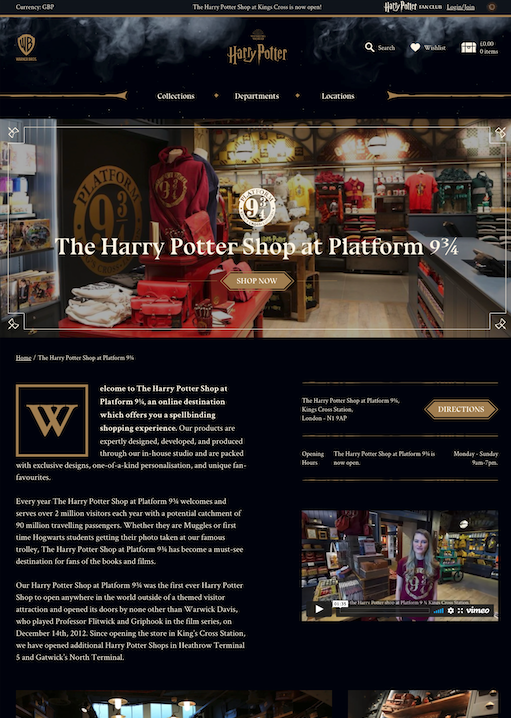 Currency: GBP
The Harry Potter Shop at Kings Cross is now open!
Harry Potter FAN CLUB Login/Join
WB
Harry Potter
Search
Wishlist
£0.00
0 items
Collections
Departments
Locations
PLATFORM
9¾
PLATFORM
9¾
The Harry Potter Shop at Platform 9¾
SHOP NOW
Home / The Harry Potter Shop at Platform 9¾
W
elcome to The Harry Potter Shop at
Platform 9¾, an online destination
which offers you a spellbinding
shopping experience. Our products are
expertly designed, developed, and produced
through our in-house studio and are packed
with exclusive designs, one-of-a-kind personalisation, and unique fan-
favourites.
Every year The Harry Potter Shop at Platform 9¾ welcomes and
serves over 2 million visitors each year with a potential catchment of
90 million travelling passengers. Whether they are Muggles or first
time Hogwarts students getting their photo taken at our famous
trolley, The Harry Potter Shop at Platform 9¾ has become a must-see
destination for fans of the books and films.
Our Harry Potter Shop at Platform 9¾ was the first ever Harry Potter
Shop to open anywhere in the world outside of a themed visitor
attraction and opened its doors by none other than Warwick Davis,
who played Professor Flitwick and Griphook in the film series, on
December 14th, 2012. Since opening the store in King's Cross Station,
we have opened additional Harry Potter Shops in Heathrow Terminal
5 and Gatwick's North Terminal.
The Harry Potter Shop at Platform 9¾,
Kings Cross Station,
London - N1 9AP
DIRECTIONS
Opening
Hours
The Harry Potter Shop at Platform 9¾ is
now open.
Monday - Sunday
9am-7pm.
the Harry Potter shop at Platform 9 ¾ Kings Cross Station,
vimeo